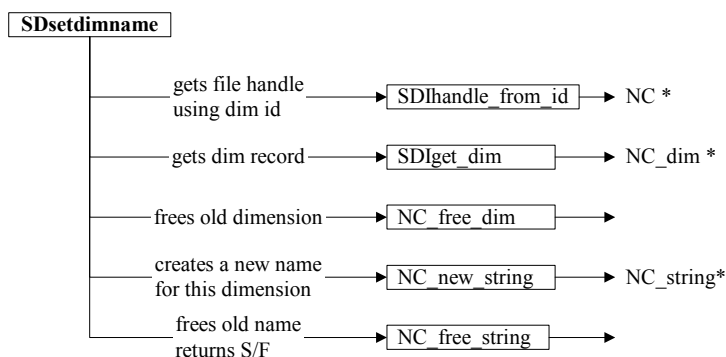 SDsetdimname
gets file handle
using dim id
SDIhandle_from_id
NC *
gets dim record
SDIget_dim
NC_dim *
frees old dimension
NC_free_dim
creates a new name
for this dimension
NC_new_string
NC_string*
frees old name
returns S/F
NC_free_string